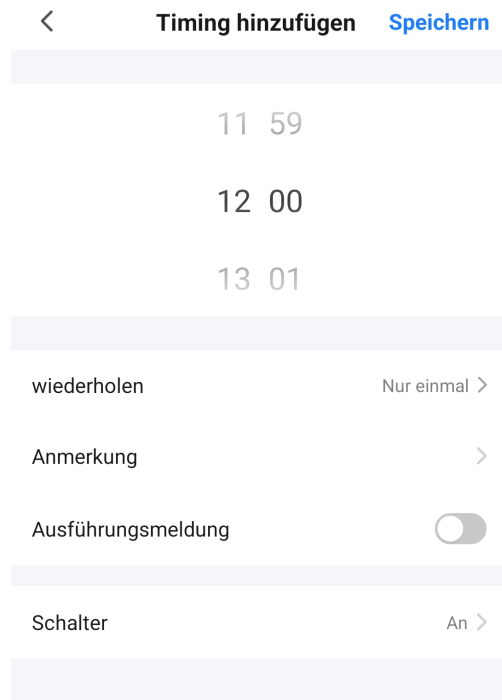 Timing hinzufügen Speichern
11 59
12 00
13 01
wiederholen Nur einmal
Anmerkung
Ausführungsmeldung
Schalter An